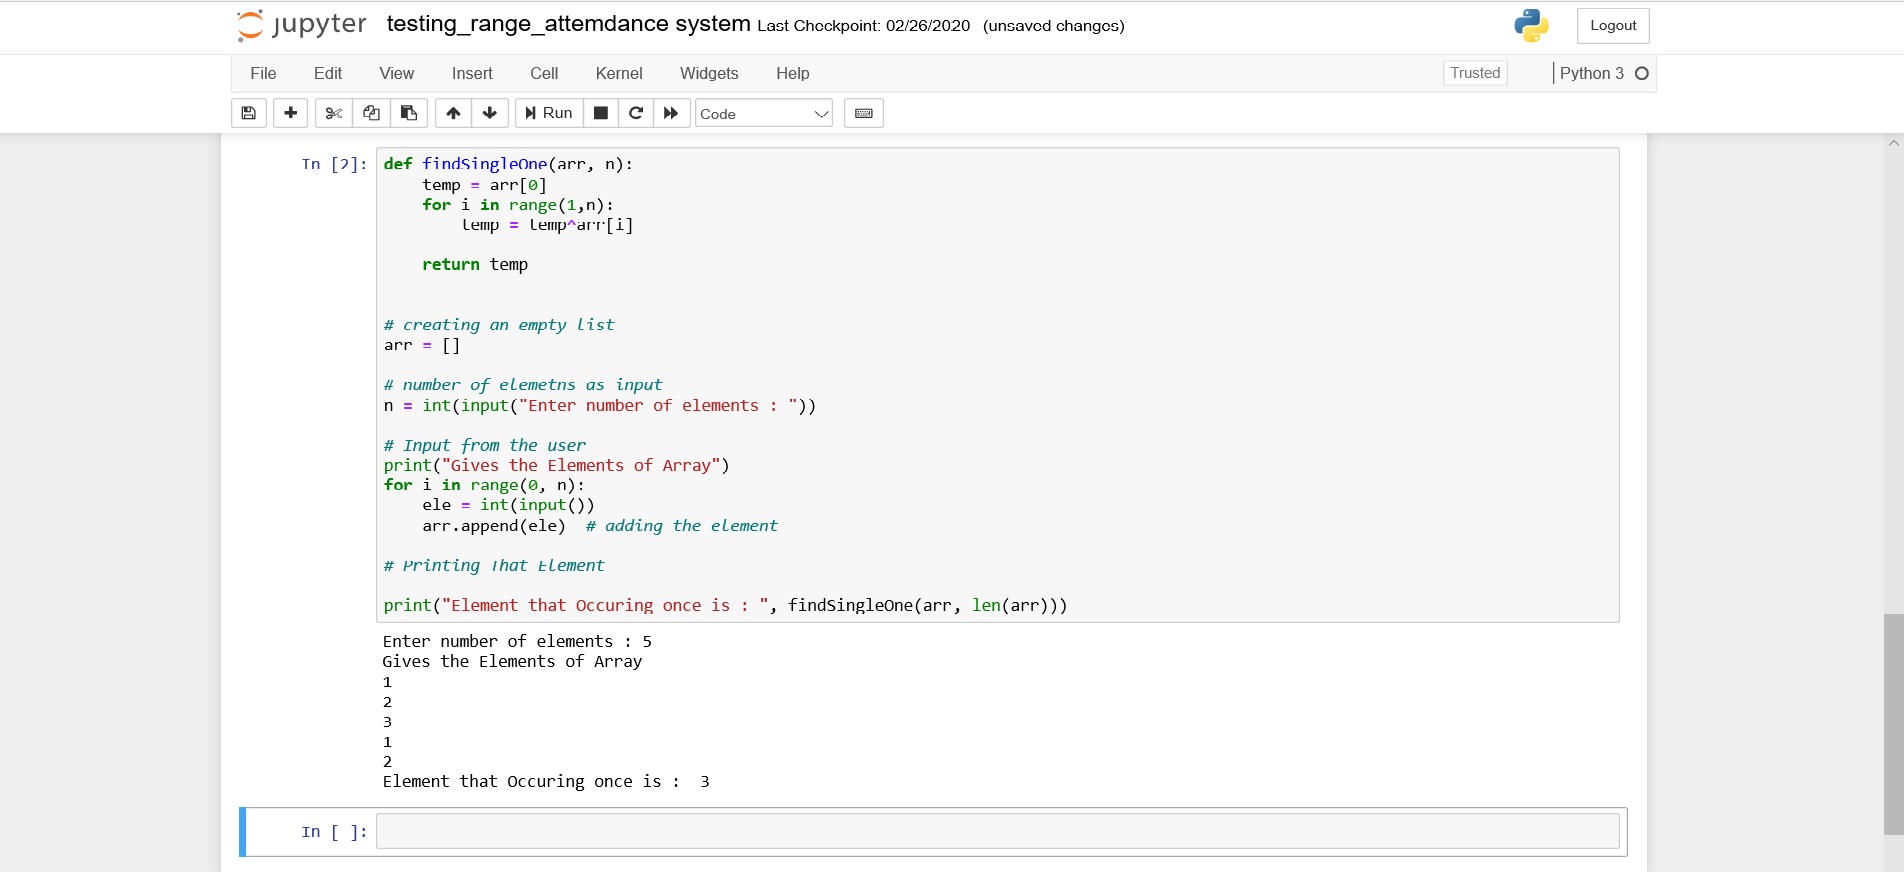 jupyter testing_range_attemdance system Last Checkpoint: 02/26/2020 (unsaved changes)
Logout
File Edit View Insert Cell Kernel Widgets Help Trusted Python 3
Run Code
In [2]: def findSingleOne(arr, n):
    temp = arr[0]
    for i in range(1,n):
        temp = temp^arr[i]
    return temp
# creating an empty list
arr = []
# number of elemetns as input
n = int(input("Enter number of elements : "))
# Input from the user
print("Gives the Elements of Array")
for i in range(0, n):
    ele = int(input())
    arr.append(ele)  # adding the element
# Printing That Element
print("Element that Occuring once is : ", findSingleOne(arr, len(arr)))
Enter number of elements : 5
Gives the Elements of Array
1
2
3
1
2
Element that Occuring once is :  3
In [ ]: